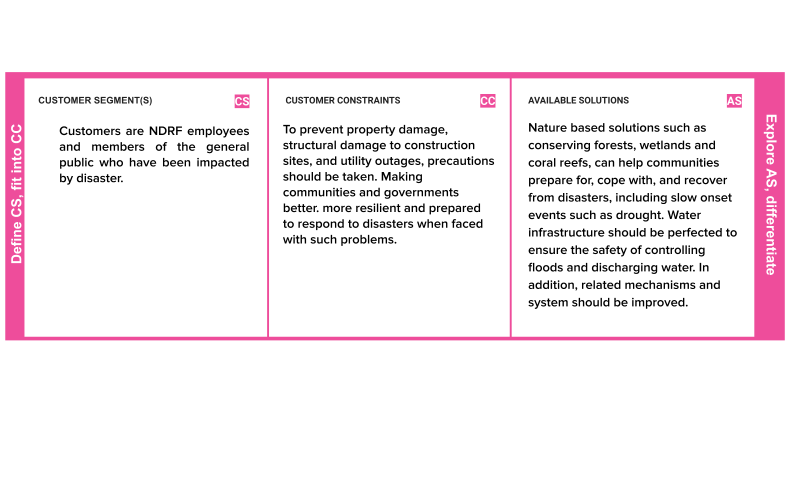 Define CS, fit into CC
CUSTOMER SEGMENT(S)
CS
Customers are NDRF employees
and members of the general
public who have been impacted
by disaster.
CUSTOMER CONSTRAINTS
CC
To prevent property damage,
structural damage to construction
sites, and utility outages, precautions
should be taken. Making
communities and governments
better. more resilient and prepared
to respond to disasters when faced
with such problems.
AVAILABLE SOLUTIONS
AS
Nature based solutions such as
conserving forests, wetlands and
coral reefs, can help communities
prepare for, cope with, and recover
from disasters, including slow onset
events such as drought. Water
infrastructure should be perfected to
ensure the safety of controlling
floods and discharging water. In
addition, related mechanisms and
system should be improved.
Explore AS, differentiate